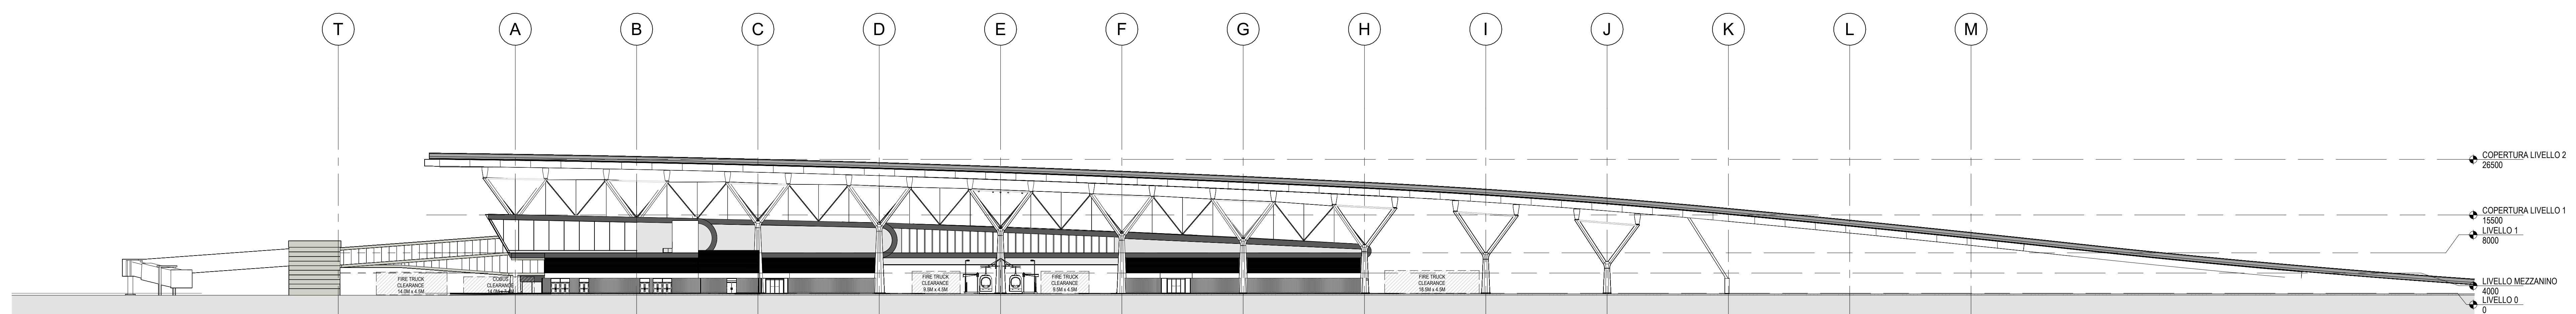 T A B C D E F G H I J K L M
COPERTURA LIVELLO 2
26500
COPERTURA LIVELLO 1
15500
LIVELLO 1
8000
FIRE TRUCK
CLEARANCE
14.0M x 4.5M
CLEARANCE
FIRE TRUCK
CLEARANCE
9.5M x 4.5M
FIRE TRUCK
CLEARANCE
9.5M x 4.5M
FIRE TRUCK
CLEARANCE
18.5M x 4.5M
LIVELLO MEZZANINO
4000
LIVELLO 0
0